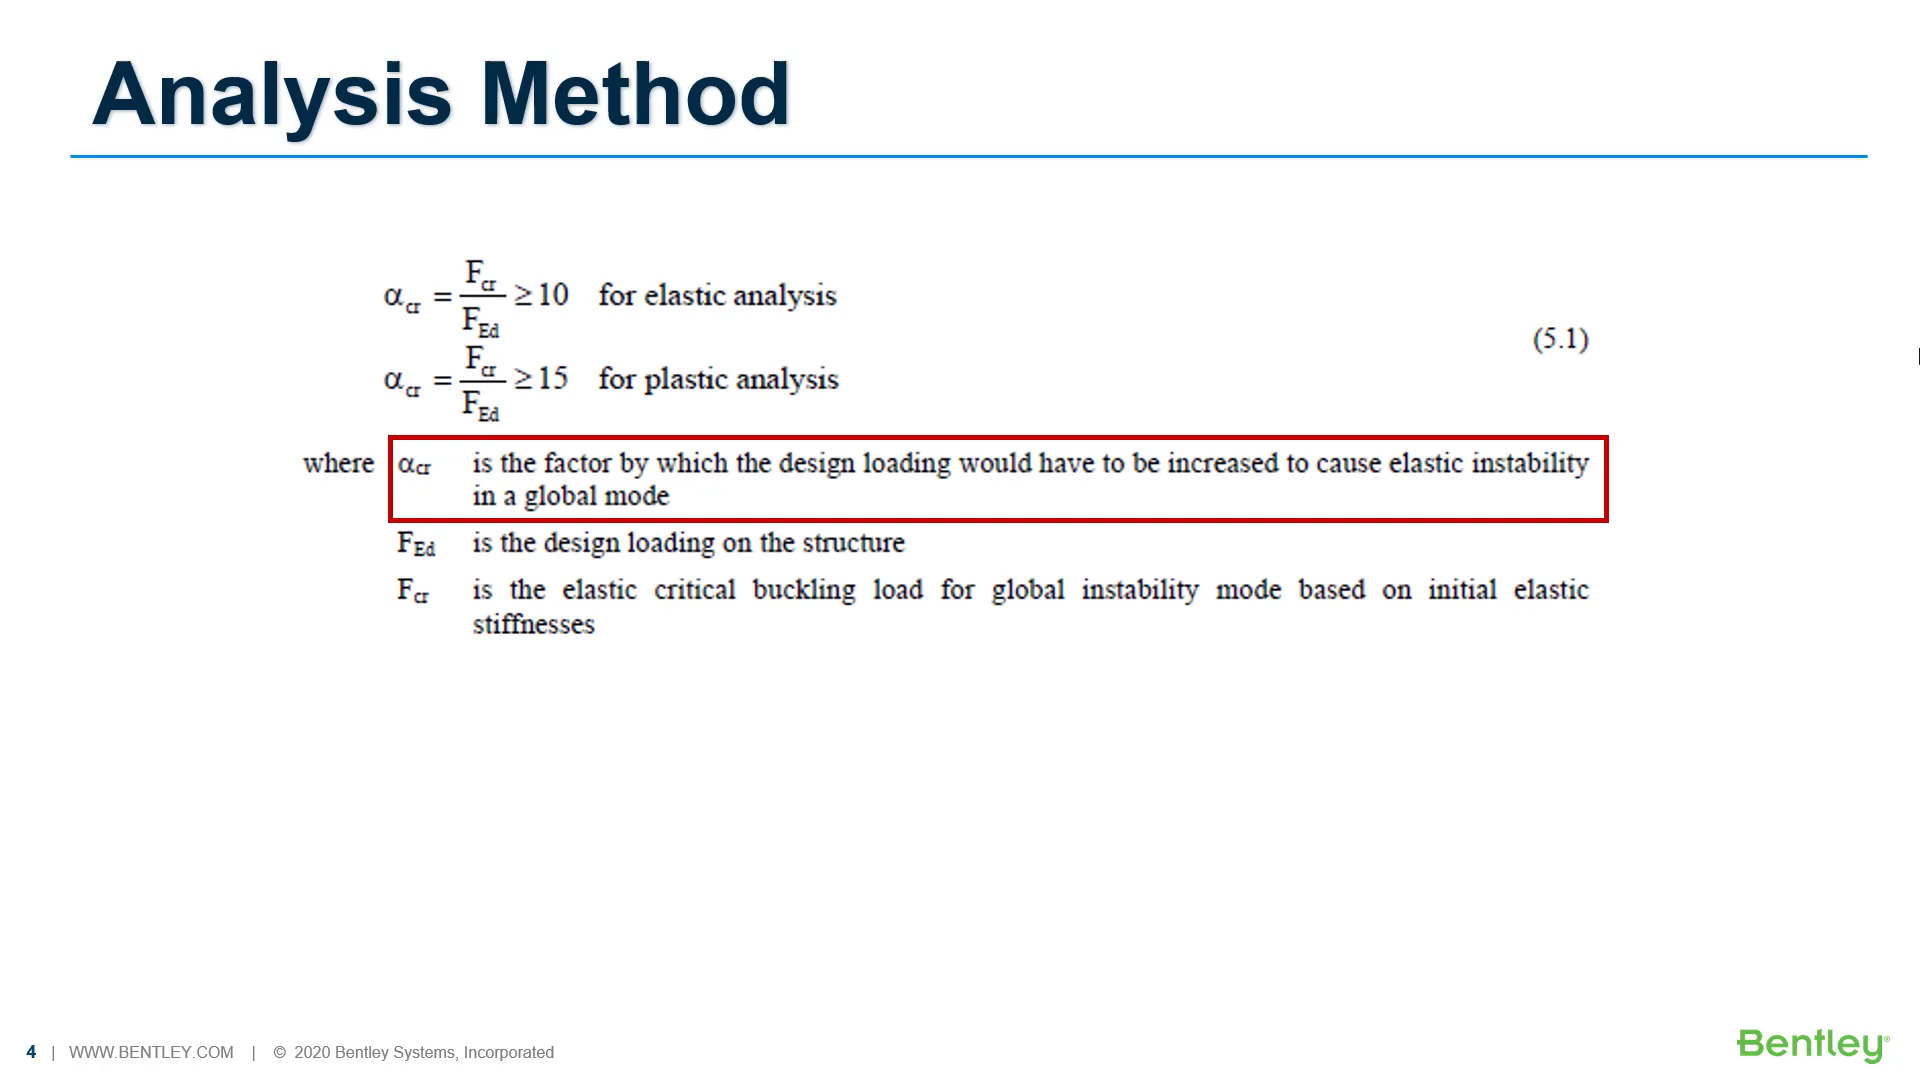 Analysis Method
α_cr = F_cr / F_Ed ≥ 10 for elastic analysis
(5.1)
α_cr = F_cr / F_Ed ≥ 15 for plastic analysis
where α_cr is the factor by which the design loading would have to be increased to cause elastic instability
in a global mode
F_Ed is the design loading on the structure
F_cr is the elastic critical buckling load for global instability mode based on initial elastic
stiffnesses
4 | WWW.BENTLEY.COM | © 2020 Bentley Systems, Incorporated
Bentley®